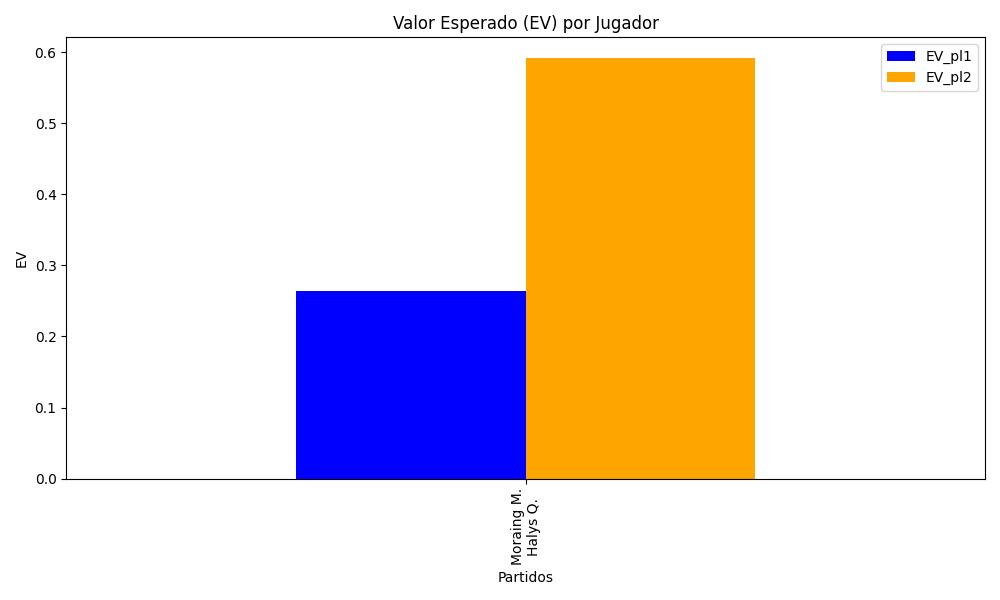 Valor Esperado (EV) por Jugador
EV_pl1
EV_pl2
0.6
0.5
0.4
0.3
0.2
0.1
0.0
EV
Moraing M.
Halys Q.
Partidos